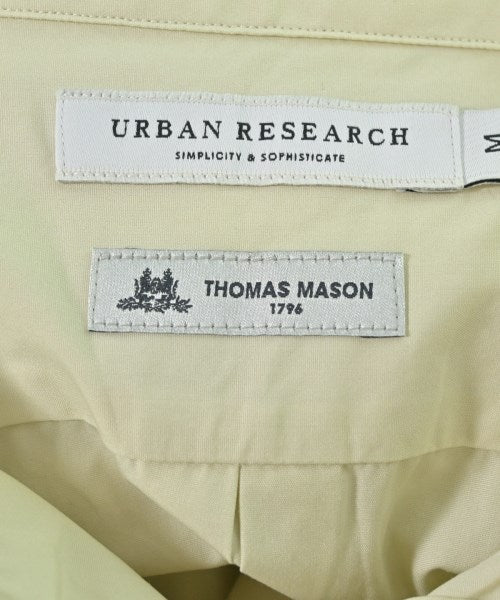 URBAN RESEARCH
SIMPLICITY & SOPHISTICATE
M
THOMAS MASON
1796